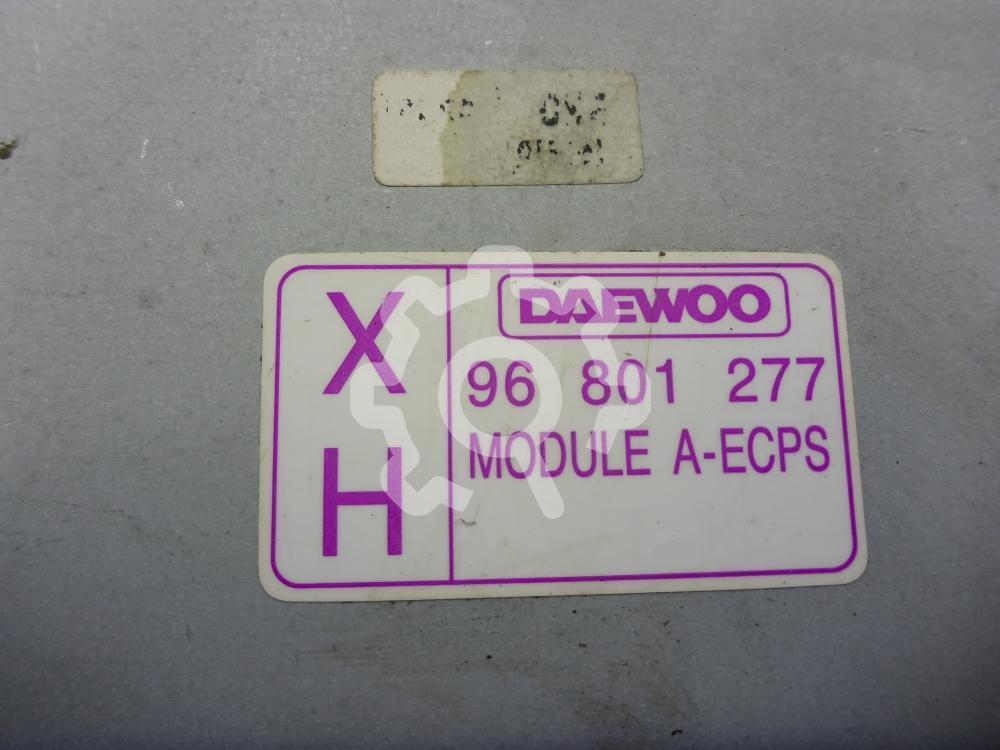 X
H
DAEWOO
96 801 277
MODULE A-ECPS